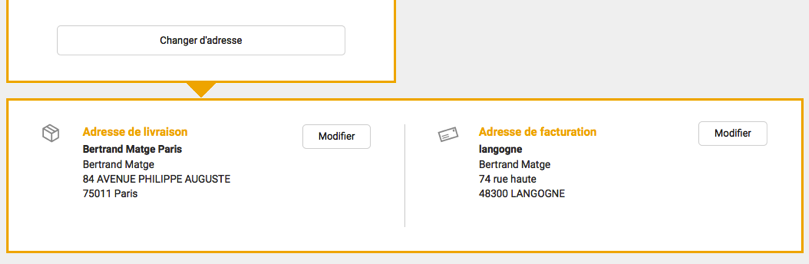 Changer d'adresse
Adresse de livraison
Modifier
Bertrand Matge Paris
Bertrand Matge
84 AVENUE PHILIPPE AUGUSTE
75011 Paris
Adresse de facturation
Modifier
langogne
Bertrand Matge
74 rue haute
48300 LANGOGNE